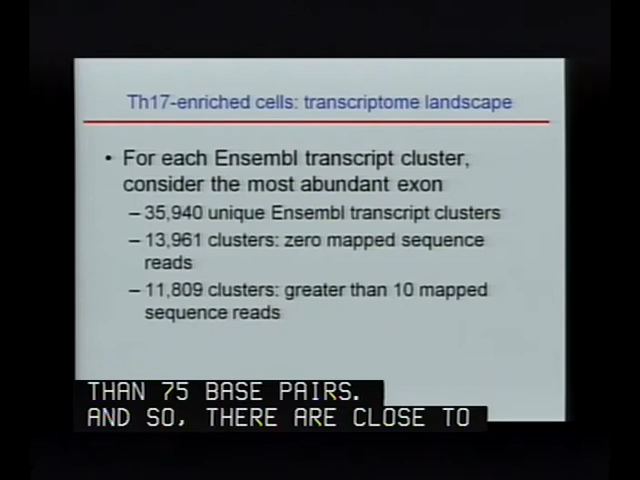 Th17-enriched cells: transcriptome landscape
• For each Ensembl transcript cluster,
consider the most abundant exon
– 35,940 unique Ensembl transcript clusters
– 13,961 clusters: zero mapped sequence
reads
– 11,809 clusters: greater than 10 mapped
sequence reads
THAN 75 BASE PAIRS.
AND SO, THERE ARE CLOSE TO